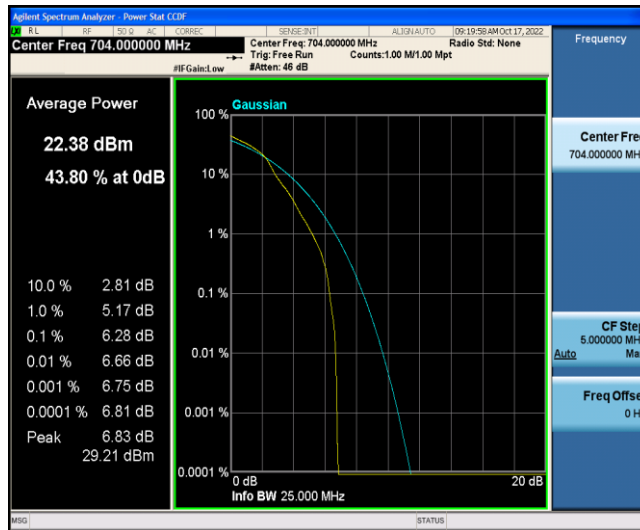 Agilent Spectrum Analyzer - Power Stat CCDF
RL RF 50 Ω AC CORREC SENSE:INT ALIGNAUTO 09:19:58 AM Oct 17, 2022
Center Freq 704.000000 MHz
Center Freq: 704.000000 MHz Radio Std: None
Trig: Free Run Counts:1.00 M/1.00 Mpt
#IFGain:Low #Atten: 46 dB
Frequency
Average Power
22.38 dBm
43.80 % at 0dB
10.0 % 2.81 dB
1.0 % 5.17 dB
0.1 % 6.28 dB
0.01 % 6.66 dB
0.001 % 6.75 dB
0.0001 % 6.81 dB
Peak 6.83 dB
29.21 dBm
Gaussian
100 %
10 %
1 %
0.1 %
0.01 %
0.001 %
0.0001 %
0 dB 20 dB
Info BW 25.000 MHz
Center Fre
704.000000 MH
CF Step
5.000000 MH
Auto Ma
Freq Offse
0 H
MSG STATUS